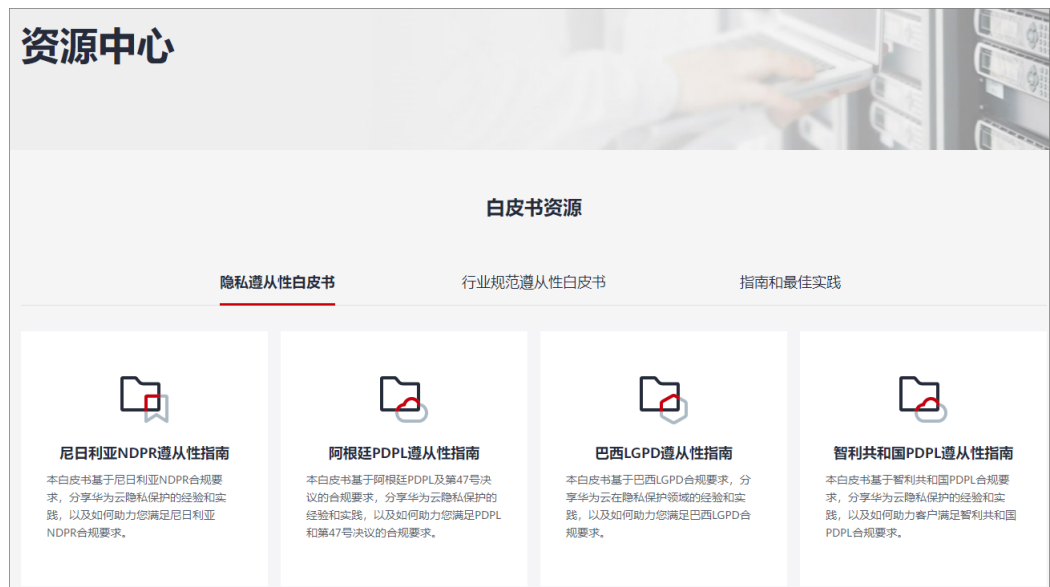 资源中心
白皮书资源
隐私遵从性白皮书
行业规范遵从性白皮书
指南和最佳实践
尼日利亚NDPR遵从性指南
本白皮书基于尼日利亚NDPR合规要
求，分享华为云隐私保护的经验和实
践，以及如何助力您满足尼日利亚
NDPR合规要求。
阿根廷PDPL遵从性指南
本白皮书基于阿根廷PDPL及第47号决
议的合规要求，分享华为云隐私保护的
经验和实践，以及如何助力您满足PDPL
和第47号决议的合规要求。
巴西LGPD遵从性指南
本白皮书基于巴西LGPD合规要求，分
享华为云在隐私保护领域的经验和实
践，以及如何助力您满足巴西LGPD合
规要求。
智利共和国PDPL遵从性指南
本白皮书基于智利共和国PDPL合规要
求，分享华为云隐私保护的经验和实
践，以及如何助力客户满足智利共和国
PDPL合规要求。